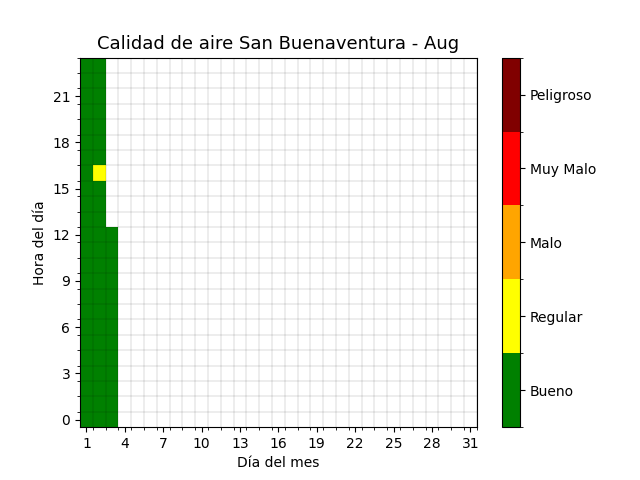 Calidad de aire San Buenaventura - Aug
Hora del día
21
18
15
12
9
6
3
0
1 4 7 10 13 16 19 22 25 28 31
Día del mes
Peligroso
Muy Malo
Malo
Regular
Bueno